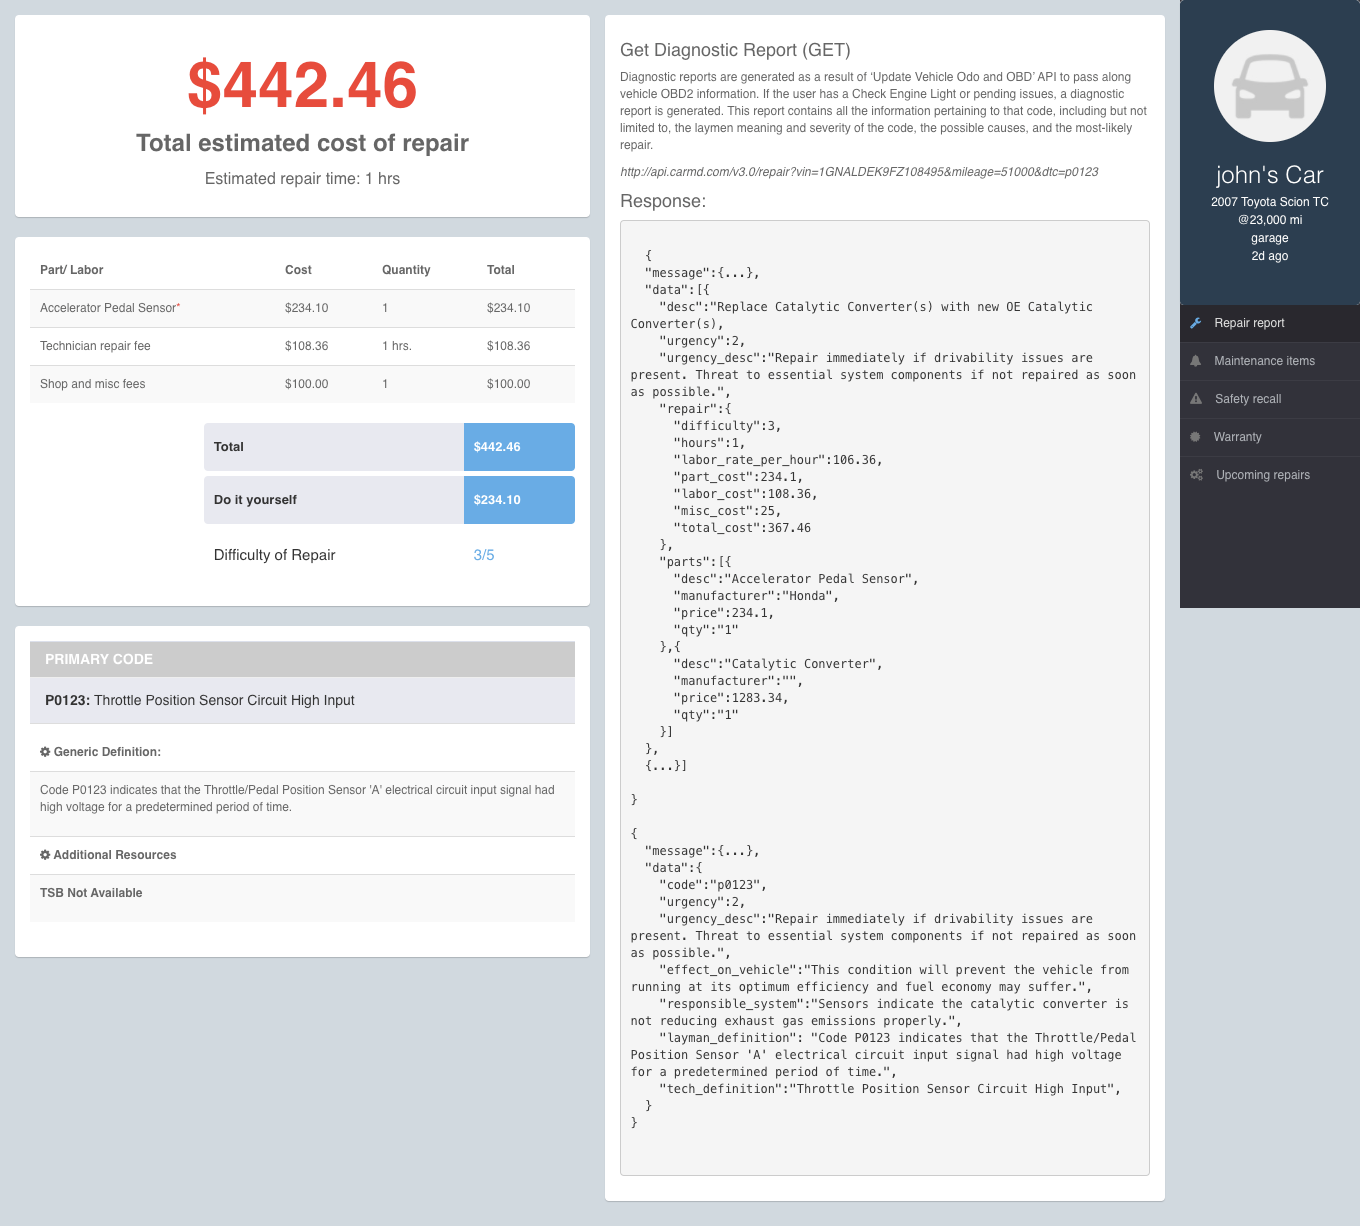 $442.46
Total estimated cost of repair
Estimated repair time: 1 hrs
Part/ Labor Cost Quantity Total
Accelerator Pedal Sensor* $234.10 1 $234.10
Technician repair fee $108.36 1 hrs. $108.36
Shop and misc fees $100.00 1 $100.00
Total $442.46
Do it yourself $234.10
Difficulty of Repair 3/5
PRIMARY CODE
P0123: Throttle Position Sensor Circuit High Input
Generic Definition:
Code P0123 indicates that the Throttle/Pedal Position Sensor 'A' electrical circuit input signal had
high voltage for a predetermined period of time.
Additional Resources
TSB Not Available
Get Diagnostic Report (GET)
Diagnostic reports are generated as a result of ‘Update Vehicle Odo and OBD’ API to pass along
vehicle OBD2 information. If the user has a Check Engine Light or pending issues, a diagnostic
report is generated. This report contains all the information pertaining to that code, including but not
limited to, the laymen meaning and severity of the code, the possible causes, and the most-likely
repair.
http://api.carmd.com/v3.0/repair?vin=1GNALDEK9FZ108495&mileage=51000&dtc=p0123
Response:
{
"message":{...},
"data":[{
"desc":"Replace Catalytic Converter(s) with new OE Catalytic
Converter(s),
"urgency":2,
"urgency_desc":"Repair immediately if drivability issues are
present. Threat to essential system components if not repaired as soon
as possible.",
"repair":{
"difficulty":3,
"hours":1,
"labor_rate_per_hour":106.36,
"part_cost":234.1,
"labor_cost":108.36,
"misc_cost":25,
"total_cost":367.46
},
"parts":[{
"desc":"Accelerator Pedal Sensor",
"manufacturer":"Honda",
"price":234.1,
"qty":"1"
},{
"desc":"Catalytic Converter",
"manufacturer":"",
"price":1283.34,
"qty":"1"
}]
},
{...}]
}
{
"message":{...},
"data":{
"code":"p0123",
"urgency":2,
"urgency_desc":"Repair immediately if drivability issues are
present. Threat to essential system components if not repaired as soon
as possible.",
"effect_on_vehicle":"This condition will prevent the vehicle from
running at its optimum efficiency and fuel economy may suffer.",
"responsible_system":"Sensors indicate the catalytic converter is
not reducing exhaust gas emissions properly.",
"layman_definition": "Code P0123 indicates that the Throttle/Pedal
Position Sensor 'A' electrical circuit input signal had high voltage
for a predetermined period of time.",
"tech_definition":"Throttle Position Sensor Circuit High Input",
}
}
john's Car
2007 Toyota Scion TC
@23,000 mi
garage
2d ago
Repair report
Maintenance items
Safety recall
Warranty
Upcoming repairs